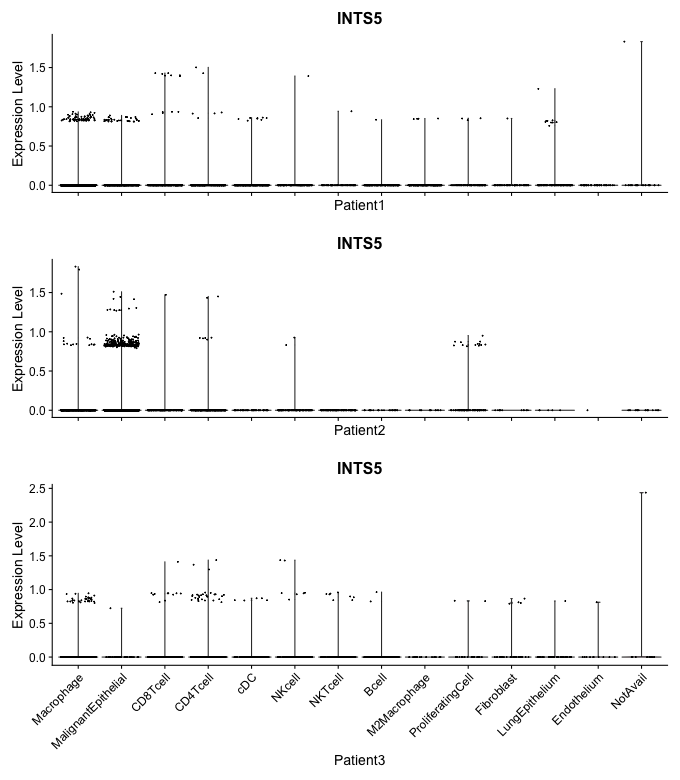 INTS5
Expression Level
1.5
1.0
0.5
0.0
Patient1
INTS5
Expression Level
1.5
1.0
0.5
0.0
Patient2
INTS5
Expression Level
2.5
2.0
1.5
1.0
0.5
0.0
Macrophage
MalignantEpithelial
CD8Tcell
CD4Tcell
cDC
NKcell
NKTcell
Bcell
M2Macrophage
ProliferatingCell
Fibroblast
LungEpithelium
Endothelium
NotAvail
Patient3